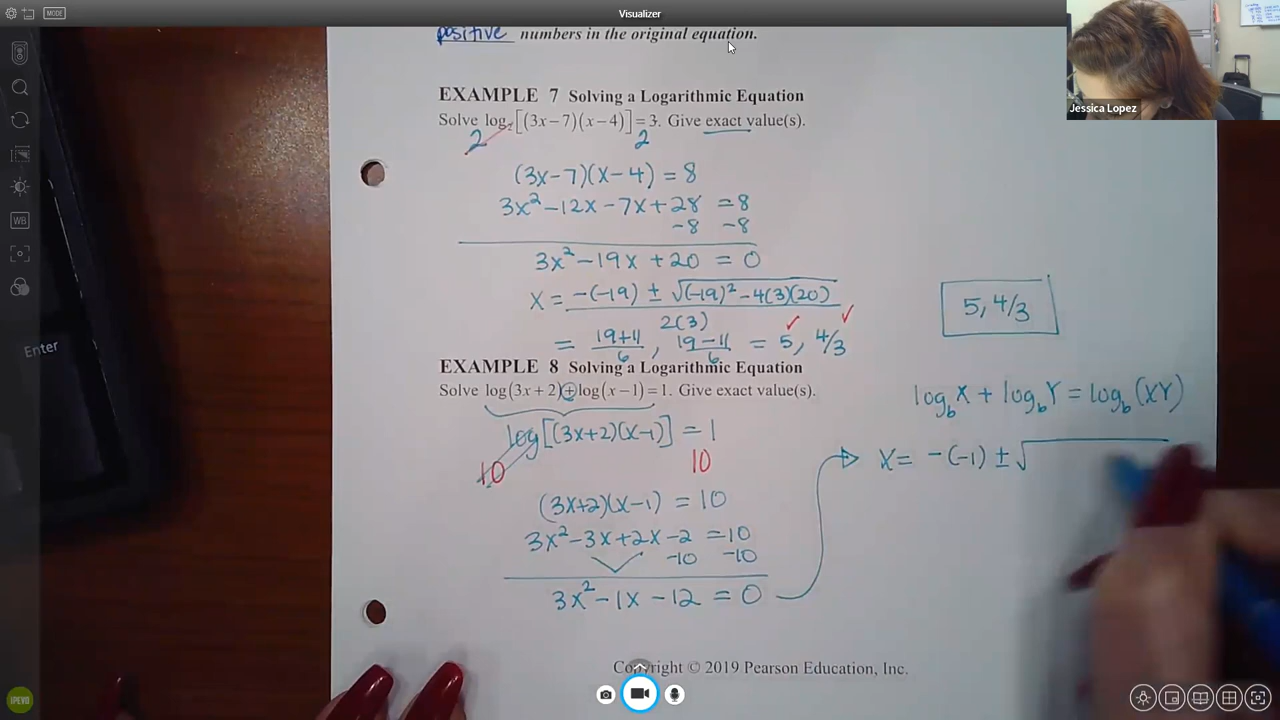 MODE
Visualizer
positive numbers in the original equation.
Jessica Lopez
EXAMPLE 7 Solving a Logarithmic Equation
Solve log₂[(3x−7)(x−4)]=3. Give exact value(s).
2 2
(3x-7)(x-4) = 8
3x²-12x-7x+28 = 8
-8 -8
3x²-19x+20 = 0
x = -(-19) ± √(-19)²-4(3)(20)
2(3)
= 19+11/6, 19-11/6 = 5, 4/3
5, 4/3
WB
Enter
EXAMPLE 8 Solving a Logarithmic Equation
Solve log(3x+2)+log(x−1)=1. Give exact value(s).
log_b X + log_b Y = log_b (XY)
log[(3x+2)(x-1)] = 1
10 10
x = -(-1) ± √
(3x+2)(x-1) = 10
3x²-3x+2x-2 = 10
-10 -10
3x²-1x-12 = 0
Copyright © 2019 Pearson Education, Inc.
IPEVO